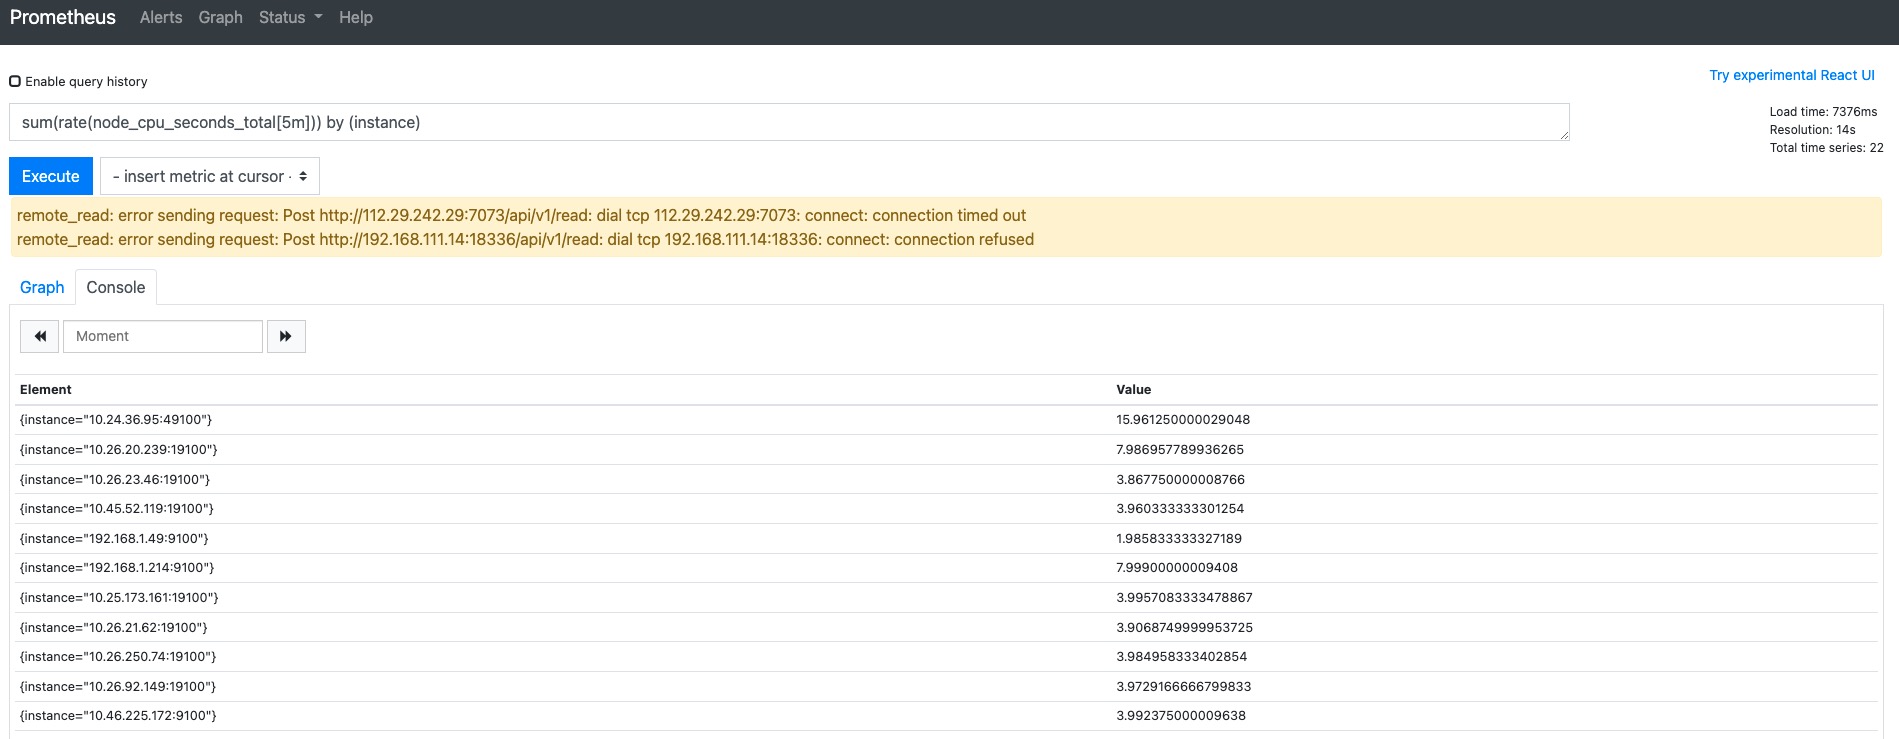 Prometheus Alerts Graph Status Help
Enable query history
Try experimental React UI
sum(rate(node_cpu_seconds_total[5m])) by (instance)
Load time: 7376ms
Resolution: 14s
Total time series: 22
Execute - insert metric at cursor -
remote_read: error sending request: Post http://112.29.242.29:7073/api/v1/read: dial tcp 112.29.242.29:7073: connect: connection timed out
remote_read: error sending request: Post http://192.168.111.14:18336/api/v1/read: dial tcp 192.168.111.14:18336: connect: connection refused
Graph Console
Moment
Element Value
{instance="10.24.36.95:49100"} 15.961250000029048
{instance="10.26.20.239:19100"} 7.986957789936265
{instance="10.26.23.46:19100"} 3.867750000008766
{instance="10.45.52.119:19100"} 3.960333333301254
{instance="192.168.1.49:9100"} 1.985833333327189
{instance="192.168.1.214:9100"} 7.99900000009408
{instance="10.25.173.161:19100"} 3.9957083333478867
{instance="10.26.21.62:19100"} 3.9068749999953725
{instance="10.26.250.74:19100"} 3.984958333402854
{instance="10.26.92.149:19100"} 3.9729166666799833
{instance="10.46.225.172:9100"} 3.992375000009638